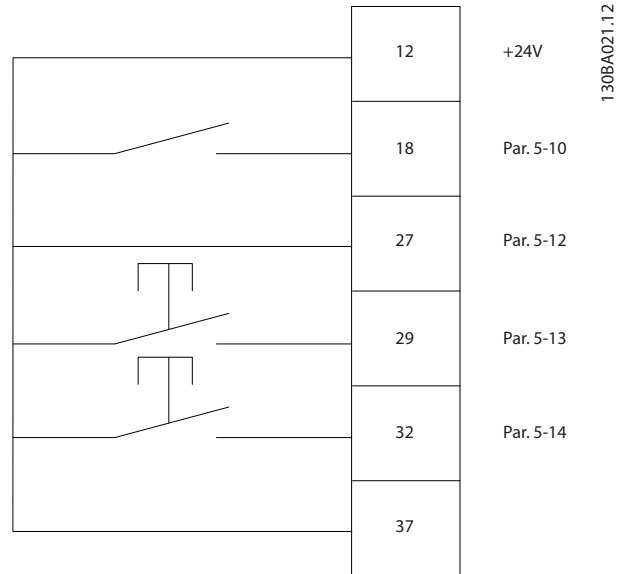 12 +24V
18 Par. 5-10
27 Par. 5-12
29 Par. 5-13
32 Par. 5-14
37
130BA021.12